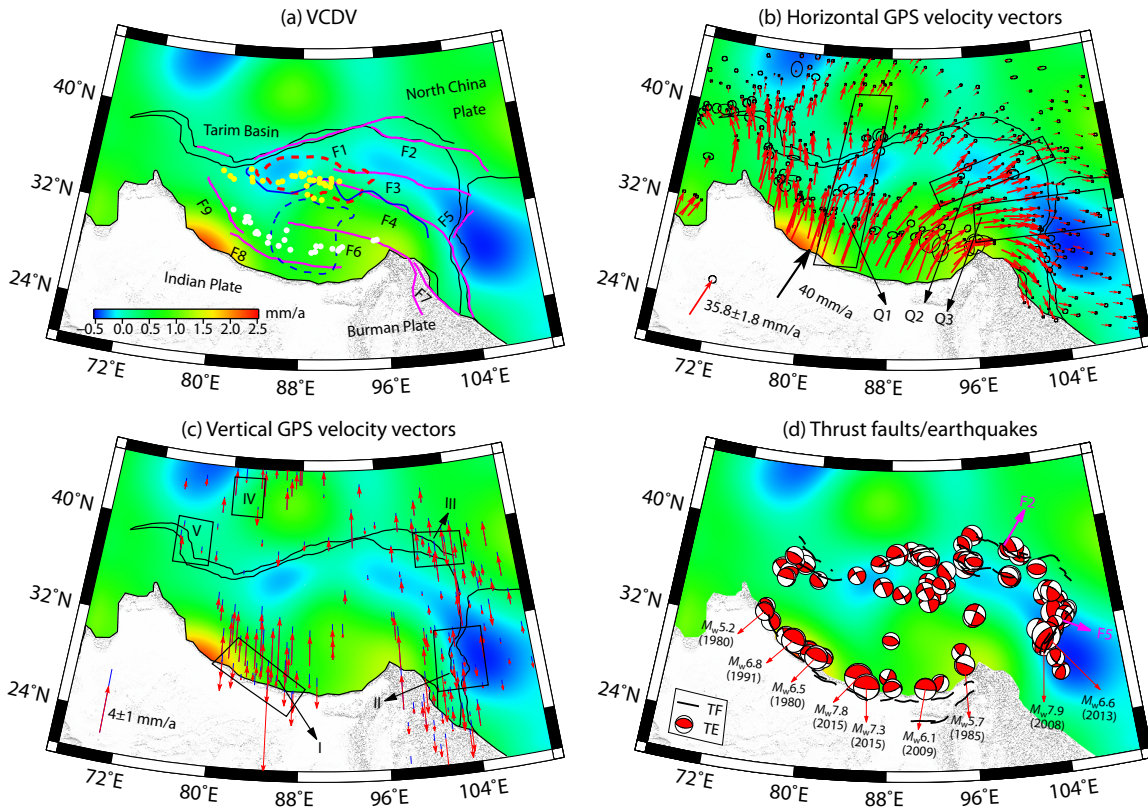 (a) VCDV
40°N
32°N
24°N
72°E
80°E
88°E
96°E
104°E
North China
Plate
Tarim Basin
F1
F2
F3
F4
F5
F6
F7
F8
F9
Indian Plate
Burman Plate
−0.5 0.0 0.5 1.0 1.5 2.0 2.5 mm/a
(b) Horizontal GPS velocity vectors
40°N
32°N
24°N
72°E
80°E
88°E
96°E
104°E
35.8±1.8 mm/a
40 mm/a
Q1
Q2
Q3
(c) Vertical GPS velocity vectors
40°N
32°N
24°N
72°E
80°E
88°E
96°E
104°E
IV
V
III
II
I
4±1 mm/a
(d) Thrust faults/earthquakes
40°N
32°N
24°N
72°E
80°E
88°E
96°E
104°E
F2
F5
Mw5.2
(1980)
Mw6.8
(1991)
Mw6.5
(1980)
Mw7.8
(2015)
Mw7.3
(2015)
Mw6.1
(2009)
Mw5.7
(1985)
Mw7.9
(2008)
Mw6.6
(2013)
TF
TE